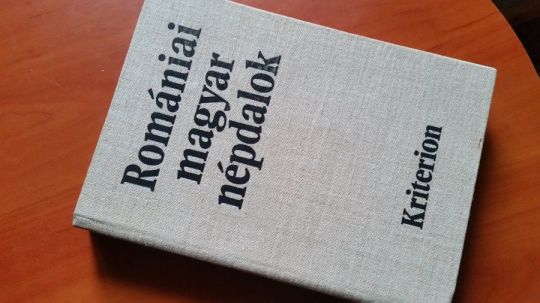 Romániai
magyar
népdalok
Kriterion